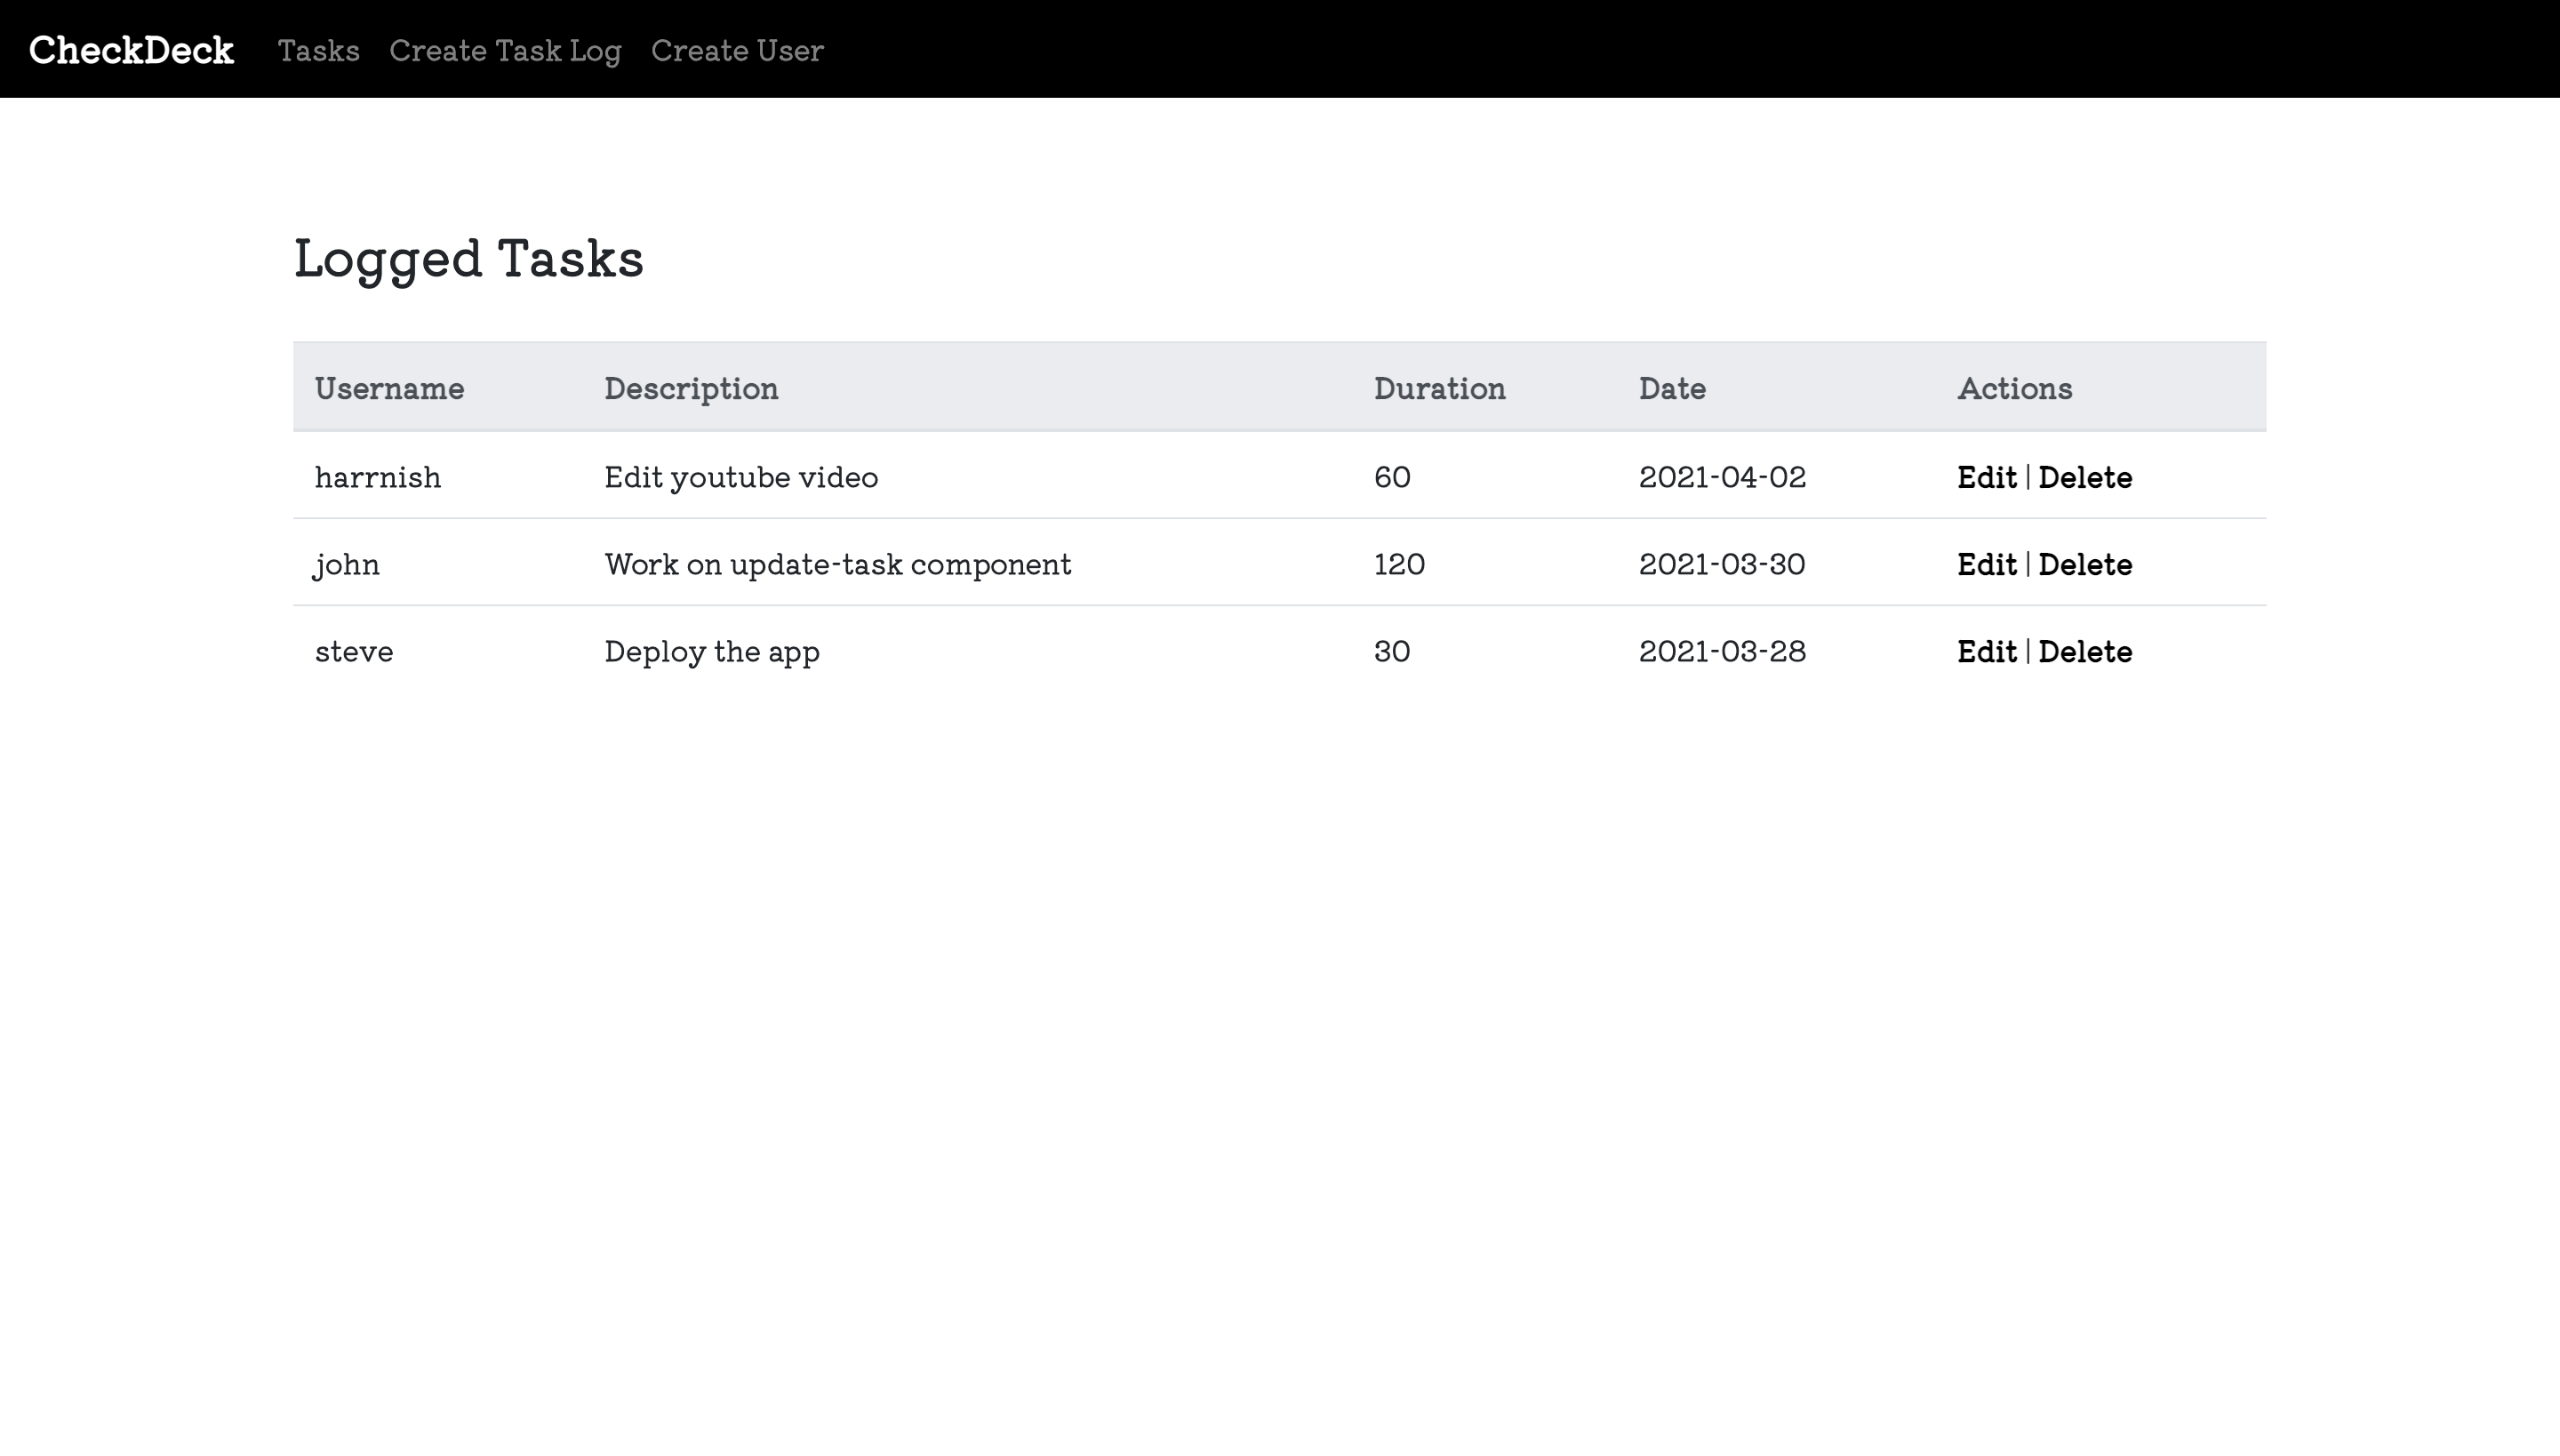 CheckDeck Tasks Create Task Log Create User
Logged Tasks
Username Description Duration Date Actions
harrnish Edit youtube video 60 2021-04-02 Edit | Delete
john Work on update-task component 120 2021-03-30 Edit | Delete
steve Deploy the app 30 2021-03-28 Edit | Delete